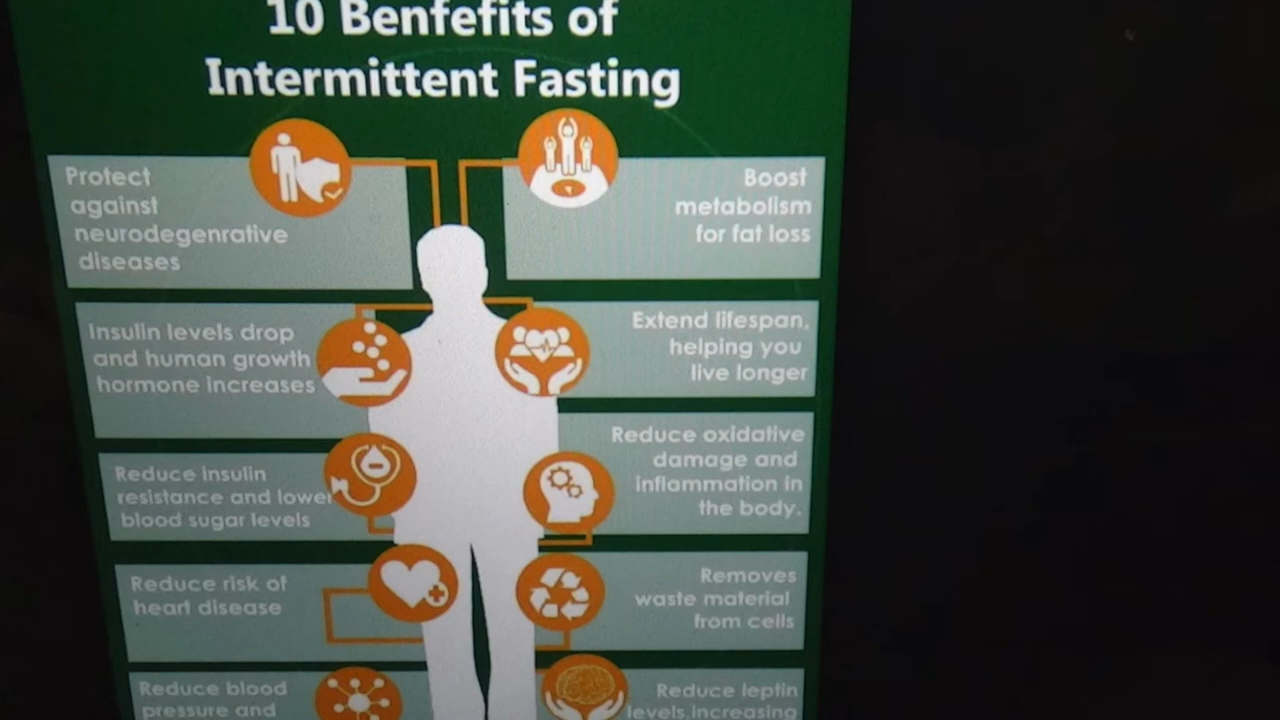 10 Benfefits of
Intermittent Fasting
Protect
against
neurodegenrative
diseases
Boost
metabolism
for fat loss
Insulin levels drop
and human growth
hormone increases
Extend lifespan,
helping you
live longer
Reduce insulin
resistance and lower
blood sugar levels
Reduce oxidative
damage and
inflammation in
the body.
Reduce risk of
heart disease
Removes
waste material
from cells
Reduce blood
pressure and
Reduce leptin
levels,increasing